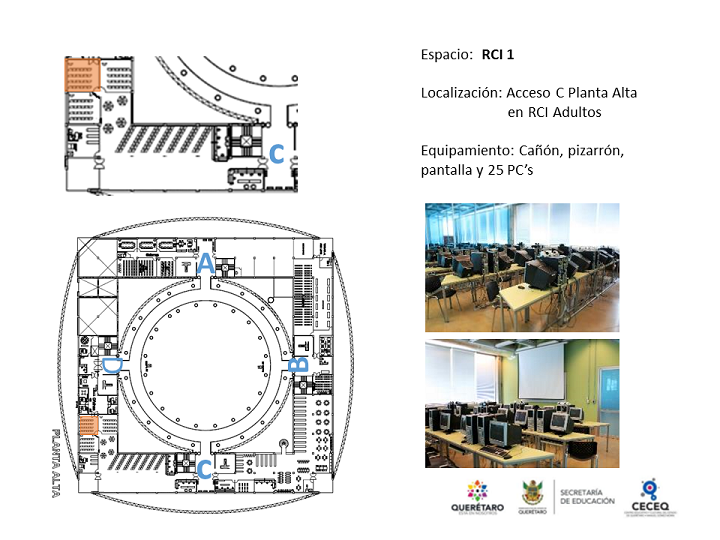 Espacio: RCI 1
Localización: Acceso C Planta Alta
en RCI Adultos
Equipamiento: Cañón, pizarrón,
pantalla y 25 PC’s
C
A
B
C
D
PLANTA ALTA
QUERÉTARO
QUERÉTARO
SECRETARÍA
DE EDUCACIÓN
CECEQ